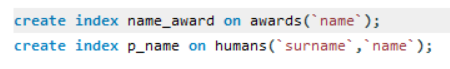 create index name_award on awards(`name`);
create index p_name on humans(`surname`,`name`);